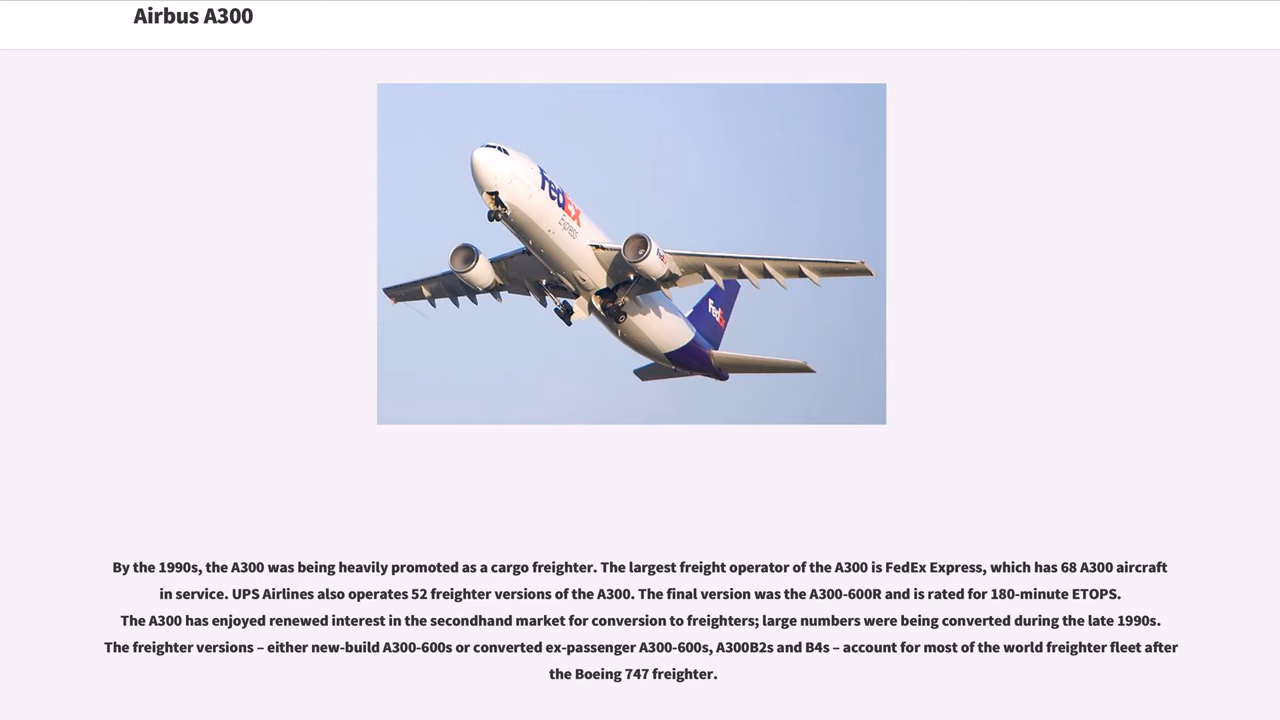 Airbus A300
FedEx
Express
FedEx
By the 1990s, the A300 was being heavily promoted as a cargo freighter. The largest freight operator of the A300 is FedEx Express, which has 68 A300 aircraft
in service. UPS Airlines also operates 52 freighter versions of the A300. The final version was the A300-600R and is rated for 180-minute ETOPS.
The A300 has enjoyed renewed interest in the secondhand market for conversion to freighters; large numbers were being converted during the late 1990s.
The freighter versions – either new-build A300-600s or converted ex-passenger A300-600s, A300B2s and B4s – account for most of the world freighter fleet after
the Boeing 747 freighter.